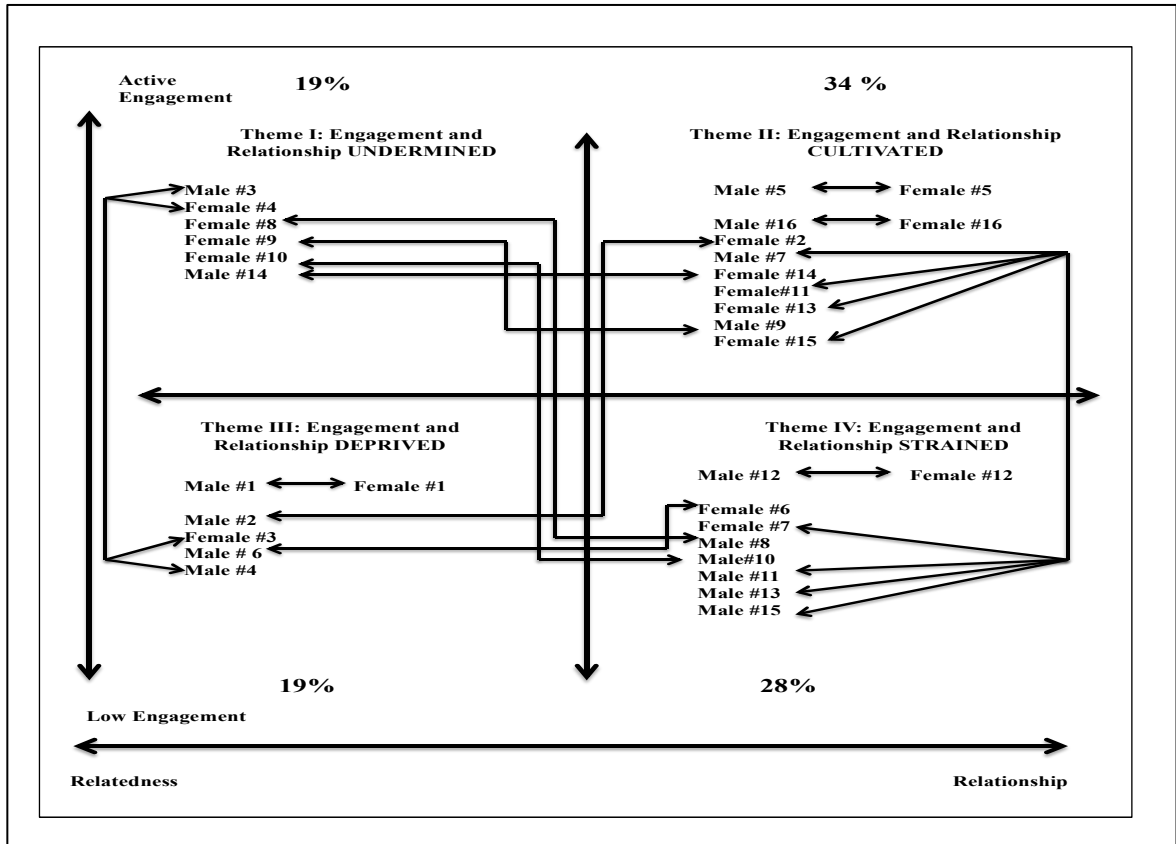 Active
Engagement
19%
34 %
Theme I: Engagement and
Relationship UNDERMINED
Male #3
Female #4
Female #8
Female #9
Female #10
Male #14
Theme II: Engagement and Relationship
CULTIVATED
Male #5 Female #5
Male #16 Female #16
Female #2
Male #7
Female #14
Female#11
Female #13
Male #9
Female #15
Theme III: Engagement and
Relationship DEPRIVED
Male #1 Female #1
Male #2
Female #3
Male # 6
Male #4
Theme IV: Engagement and
Relationship STRAINED
Male #12 Female #12
Female #6
Female #7
Male #8
Male#10
Male #11
Male #13
Male #15
19%
28%
Low Engagement
Relatedness
Relationship